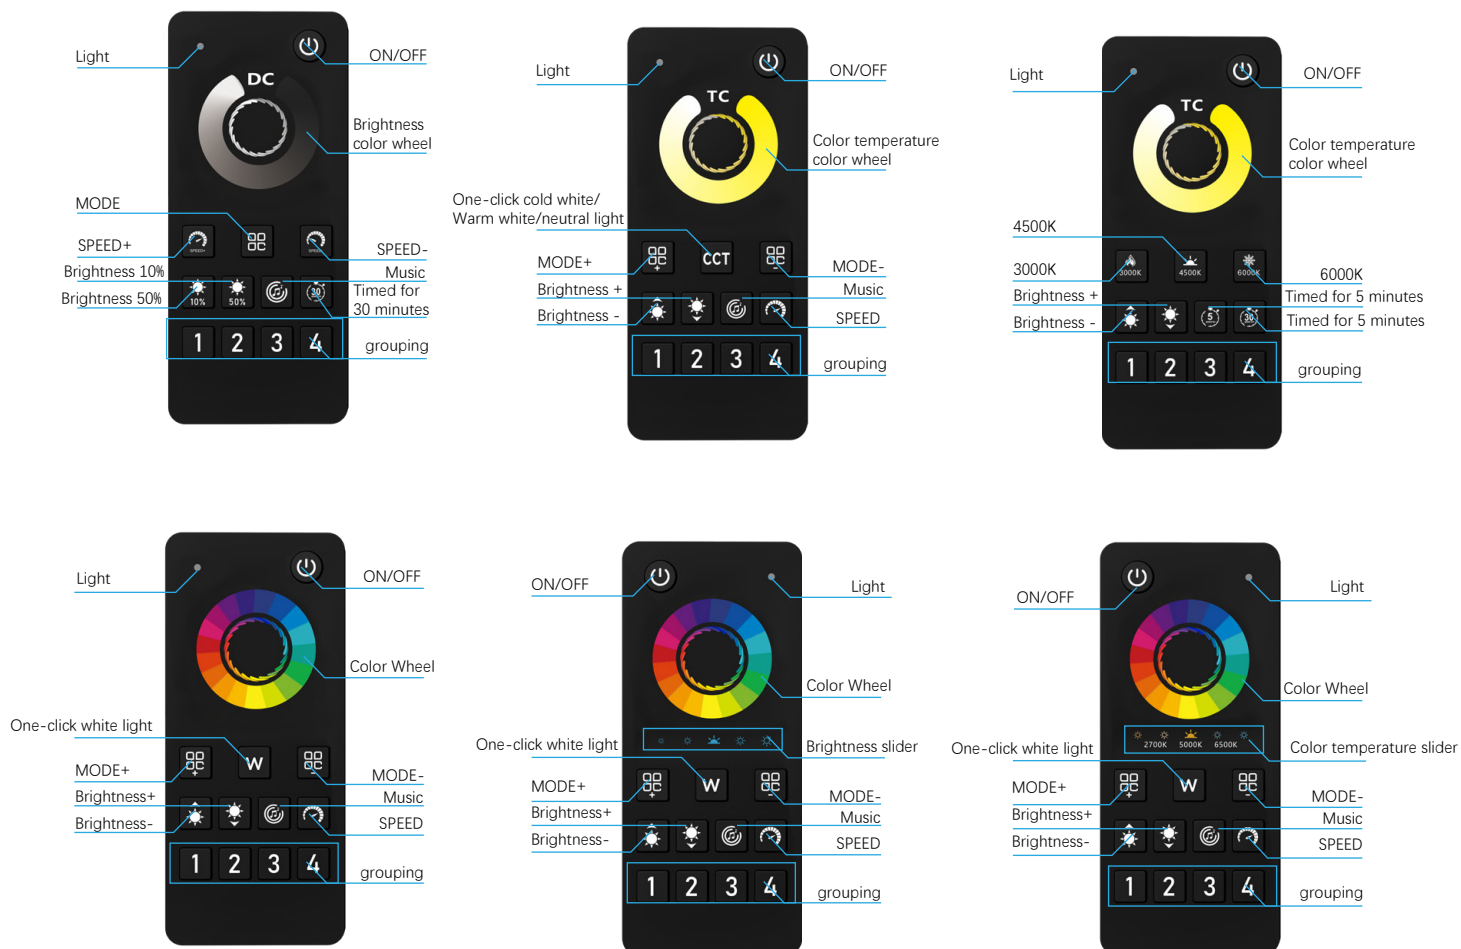 Light
ON/OFF
DC
Brightness
color wheel
MODE
SPEED+
SPEED-
SPEED+
Brightness 10%
Music
Brightness 50%
10%
50%
30
Timed for
30 minutes
1 2 3 4
grouping
Light
ON/OFF
TC
Color temperature
color wheel
One-click cold white/
Warm white/neutral light
CCT
MODE+
MODE-
Brightness +
Music
Brightness -
SPEED
1 2 3 4
grouping
Light
ON/OFF
TC
Color temperature
color wheel
4500K
3000K
4500K
6000K
3000K
6000K
Brightness +
Timed for 5 minutes
Brightness -
5
30
Timed for 5 minutes
1 2 3 4
grouping
Light
ON/OFF
Color Wheel
One-click white light
W
MODE+
MODE-
Brightness+
Music
Brightness-
SPEED
1 2 3 4
grouping
ON/OFF
Light
Color Wheel
One-click white light
Brightness slider
W
MODE+
MODE-
Brightness+
Music
Brightness-
SPEED
1 2 3 4
grouping
ON/OFF
Light
Color Wheel
2700K 5000K 6500K
One-click white light
Color temperature slider
W
MODE+
MODE-
Brightness+
Music
Brightness-
SPEED
1 2 3 4
grouping